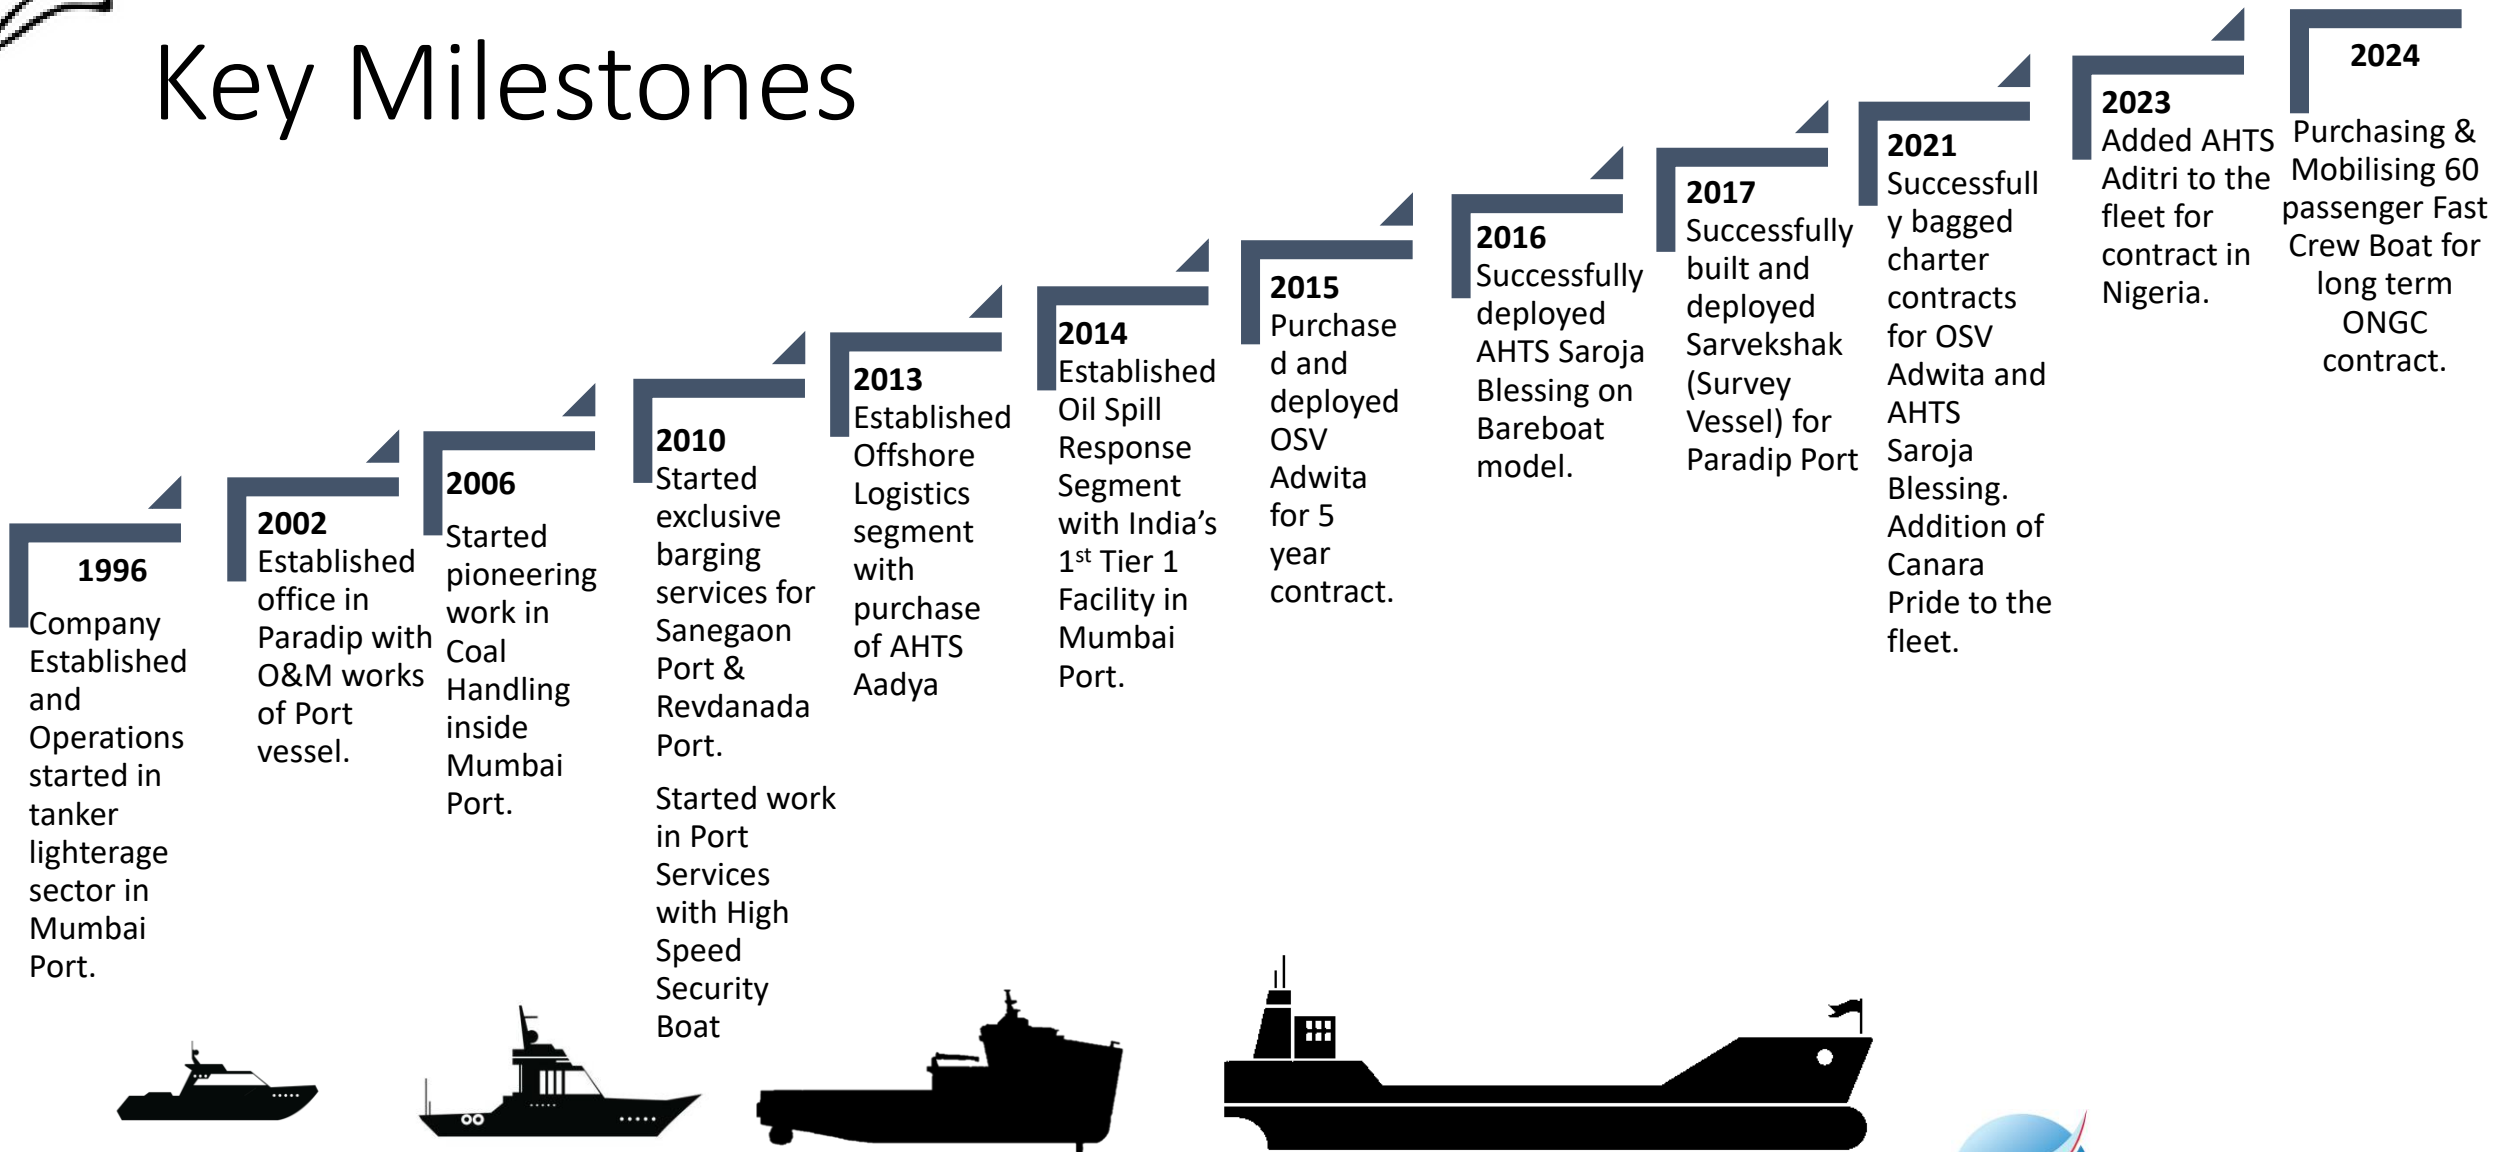 Key Milestones
1996
Company
Established
and
Operations
started in
tanker
lighterage
sector in
Mumbai
Port.
2002
Established
office in
Paradip with
O&M works
of Port
vessel.
2006
Started
pioneering
work in
Coal
Handling
inside
Mumbai
Port.
2010
Started
exclusive
barging
services for
Sanegaon
Port &
Revdanada
Port.
Started work
in Port
Services
with High
Speed
Security
Boat
2013
Established
Offshore
Logistics
segment
with
purchase
of AHTS
Aadya
2014
Established
Oil Spill
Response
Segment
with India’s
1st Tier 1
Facility in
Mumbai
Port.
2015
Purchase
d and
deployed
OSV
Adwita
for 5
year
contract.
2016
Successfully
deployed
AHTS Saroja
Blessing on
Bareboat
model.
2017
Successfully
built and
deployed
Sarvekshak
(Survey
Vessel) for
Paradip Port
2021
Successfull
y bagged
charter
contracts
for OSV
Adwita and
AHTS
Saroja
Blessing.
Addition of
Canara
Pride to the
fleet.
2023
Added AHTS
Aditri to the
fleet for
contract in
Nigeria.
2024
Purchasing &
Mobilising 60
passenger Fast
Crew Boat for
long term
ONGC
contract.